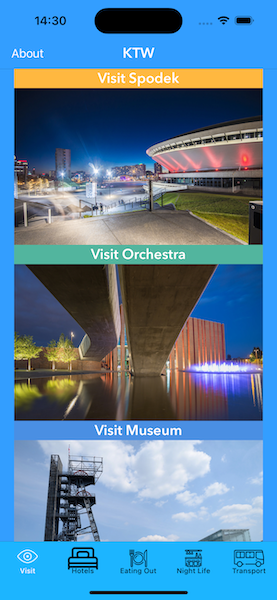 14:30
About KTW
Visit Spodek
Visit Orchestra
Visit Museum
Visit Hotels Eating Out Night Life Transport